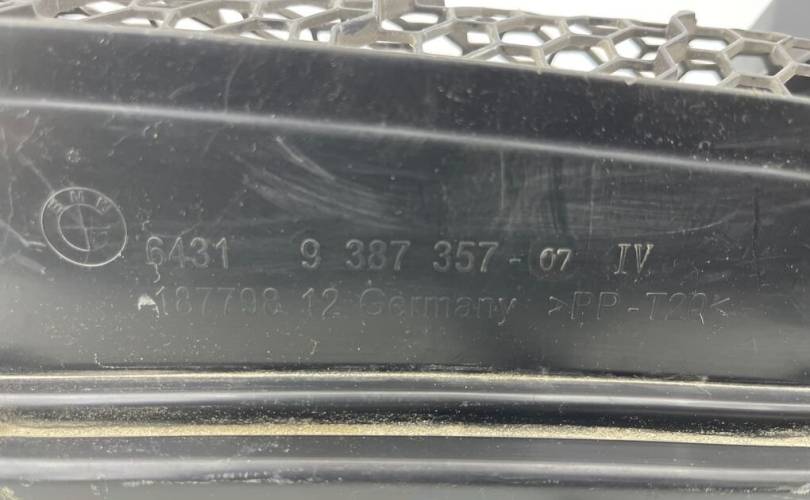 BMW
6431 9 387 357-07 IV
187798 12 Germany >PP-T20<